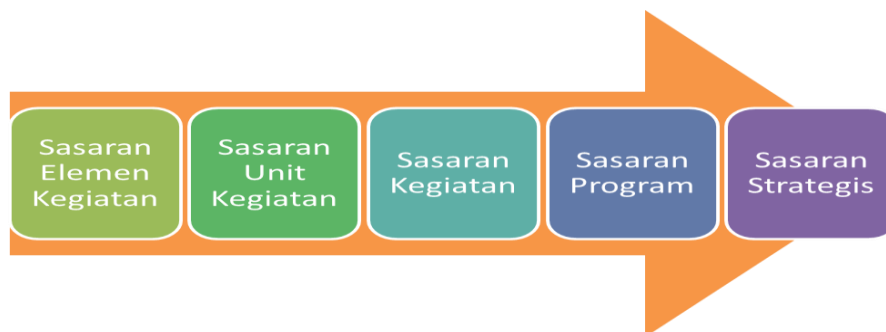 Sasaran
Elemen
Kegiatan
Sasaran
Unit
Kegiatan
Sasaran
Kegiatan
Sasaran
Program
Sasaran
Strategis